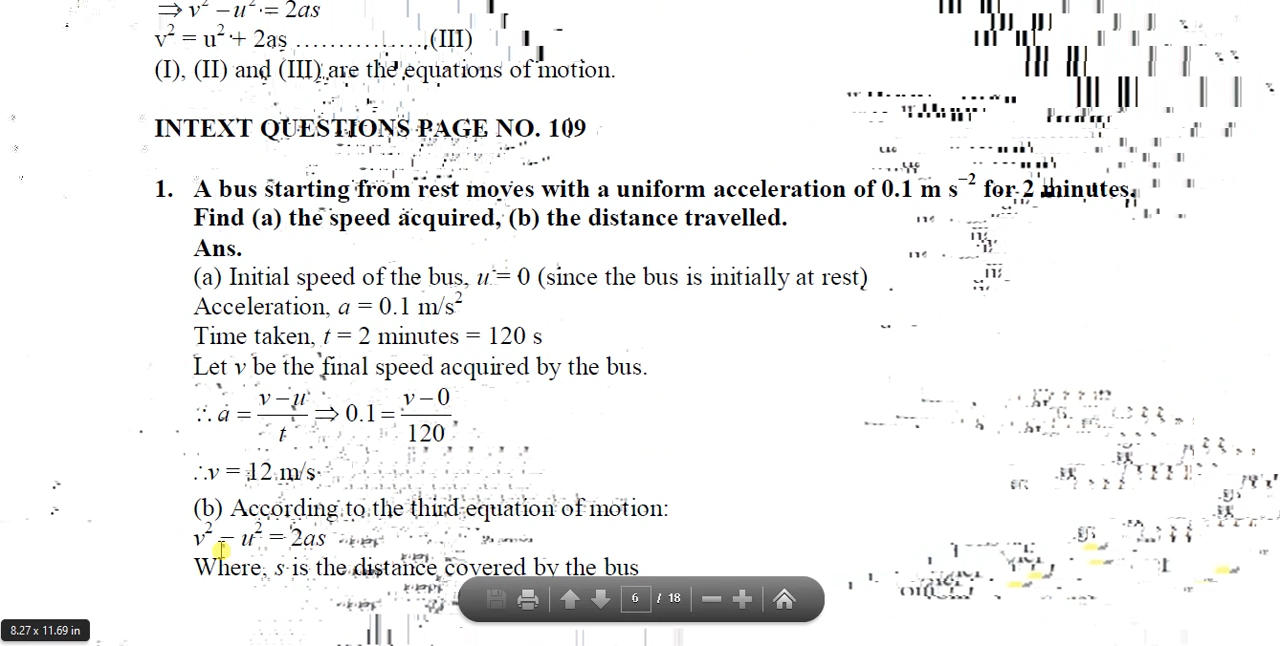 ⇒ v² – u² = 2as
v² = u² + 2as ................(III)
(I), (II) and (III) are the equations of motion.
INTEXT QUESTIONS PAGE NO. 109
1. A bus starting from rest moves with a uniform acceleration of 0.1 m s⁻² for 2 minutes.
Find (a) the speed acquired, (b) the distance travelled.
Ans.
(a) Initial speed of the bus, u = 0 (since the bus is initially at rest)
Acceleration, a = 0.1 m/s²
Time taken, t = 2 minutes = 120 s
Let v be the final speed acquired by the bus.
∴ a = (v – u)/t ⇒ 0.1 = (v – 0)/120
∴ v = 12 m/s
(b) According to the third equation of motion:
v² – u² = 2as
Where, s is the distance covered by the bus
6 / 18
8.27 x 11.69 in